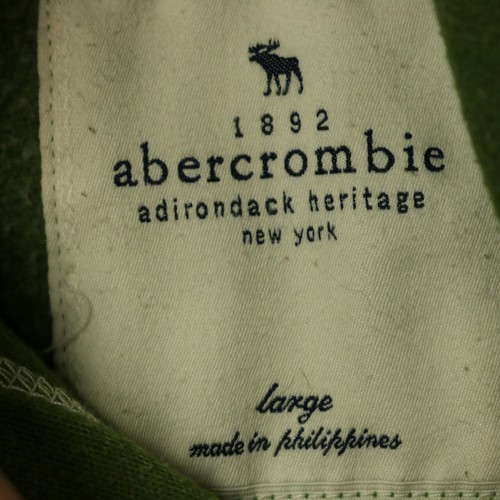 1892
abercrombie
adirondack heritage
new york
large
made in philippines